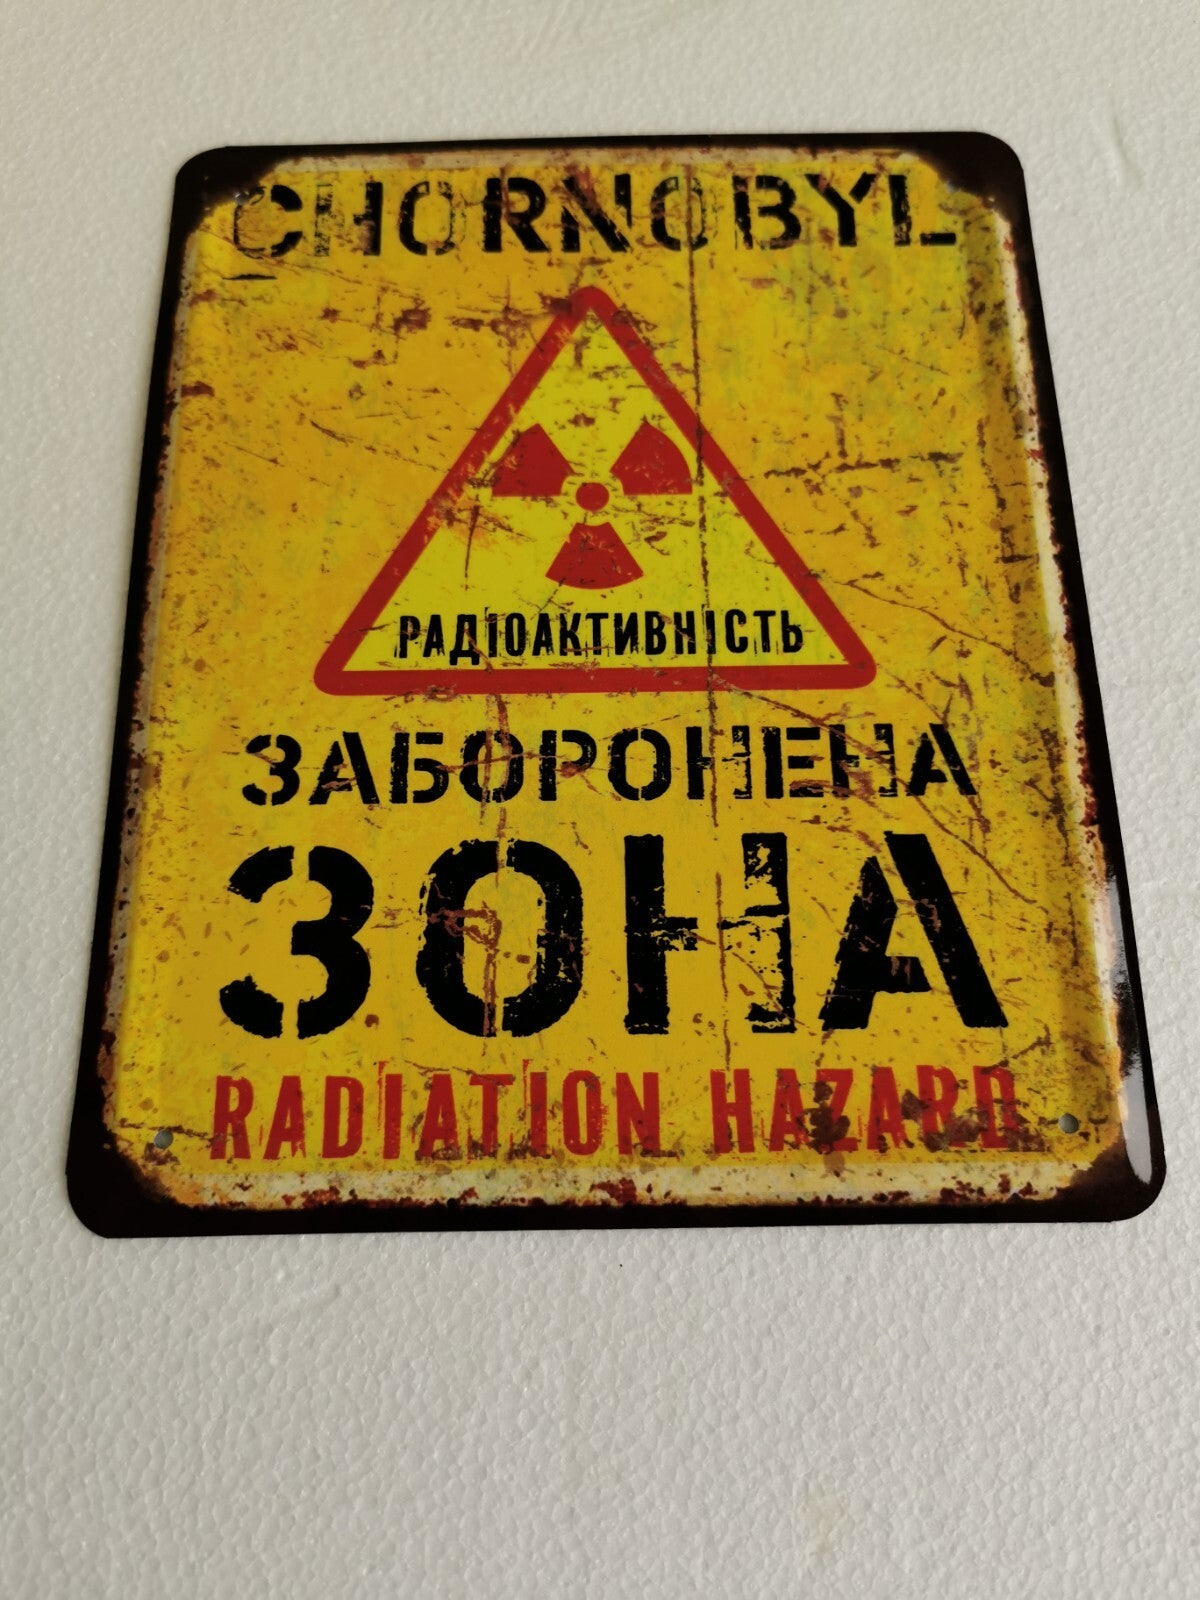 CHORNOBYL
РАДІОАКТИВНІСТЬ
ЗАБОРОНЕНА
ЗОНА
RADIATION HAZARD